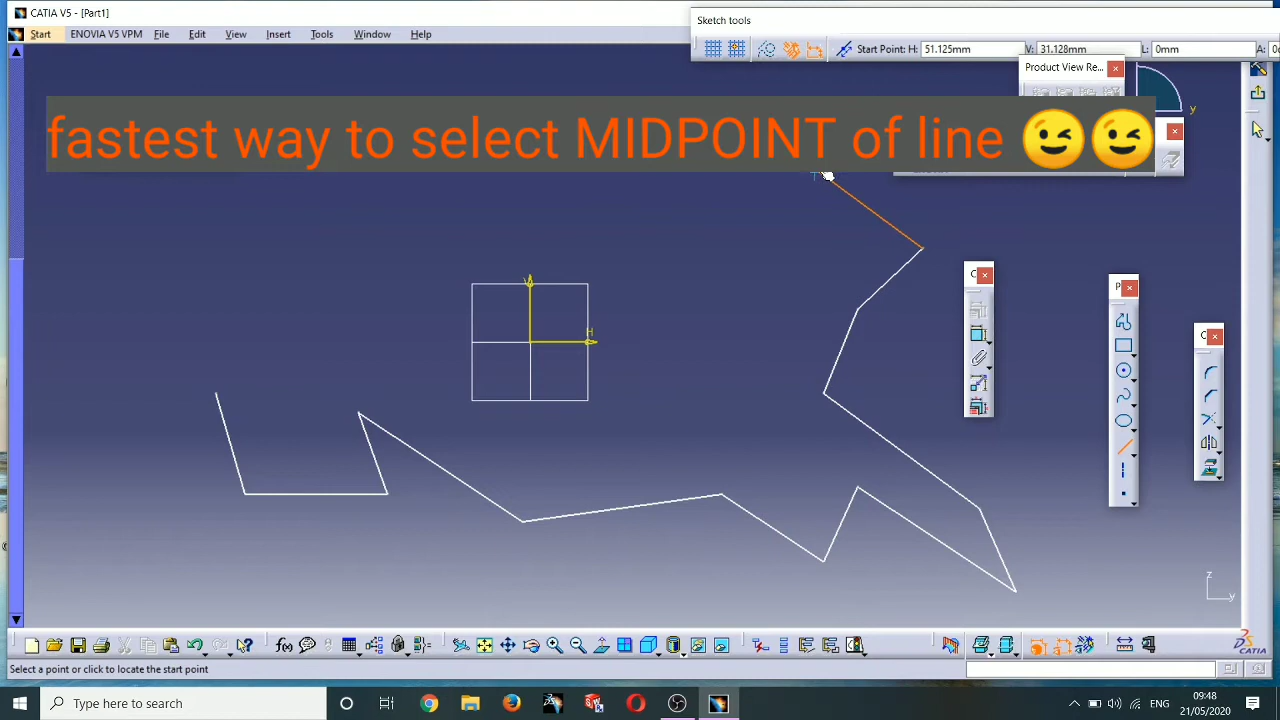 CATIA V5 - [Part1]
Sketch tools
Start ENOVIA V5 VPM File Edit View Insert Tools Window Help
Start Point: H: 51.125mm V: 31.128mm L: 0mm A:
Product View Re...
y
fastest way to select MIDPOINT of line 😉😉
C
P
V
H
C
z
y
f(x)
DS
CATIA
Select a point or click to locate the start point
Type here to search
ENG
09:48
21/05/2020